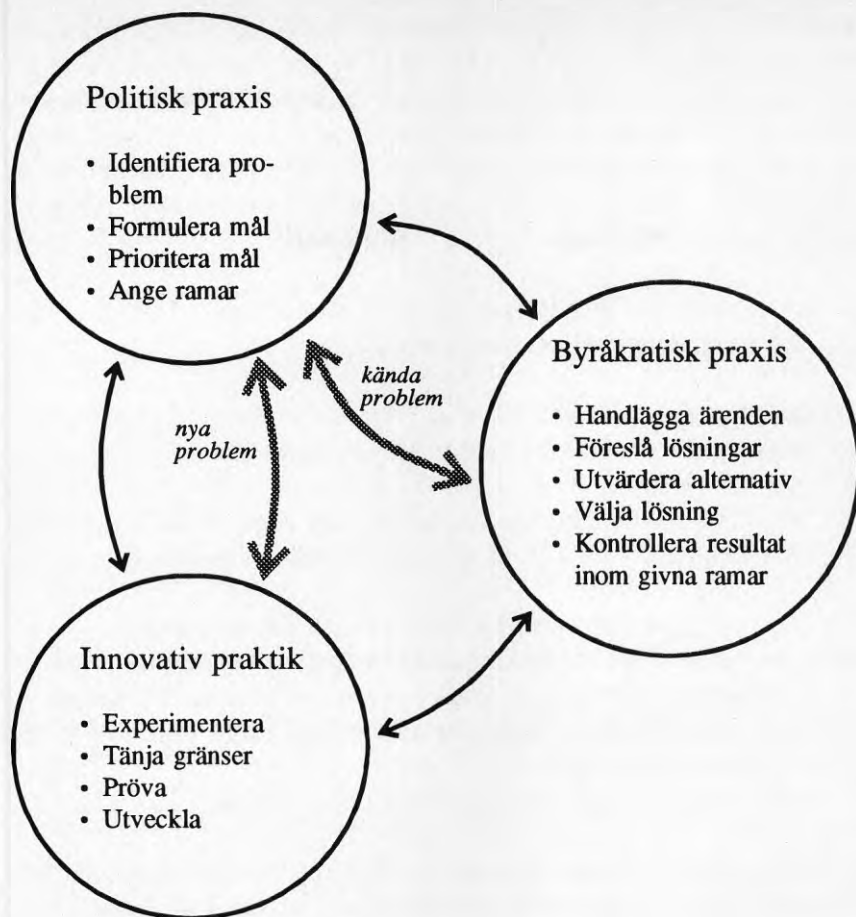 Politisk praxis
• Identifiera pro-
blem
• Formulera mål
• Prioritera mål
• Ange ramar
kända
problem
nya
problem
Byråkratisk praxis
• Handlägga ärenden
• Föreslå lösningar
• Utvärdera alternativ
• Välja lösning
• Kontrollera resultat
inom givna ramar
Innovativ praktik
• Experimentera
• Tänja gränser
• Pröva
• Utveckla